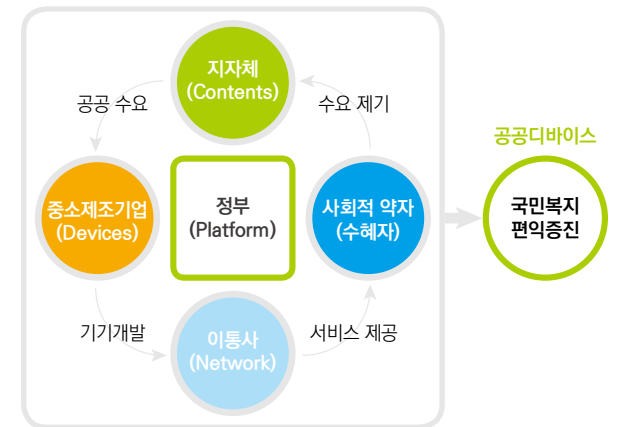 지자체
(Contents)
공공 수요
수요 제기
공공디바이스
중소제조기업
(Devices)
정부
(Platform)
사회적 약자
(수혜자)
국민복지
편익증진
기기개발
이통사
(Network)
서비스 제공